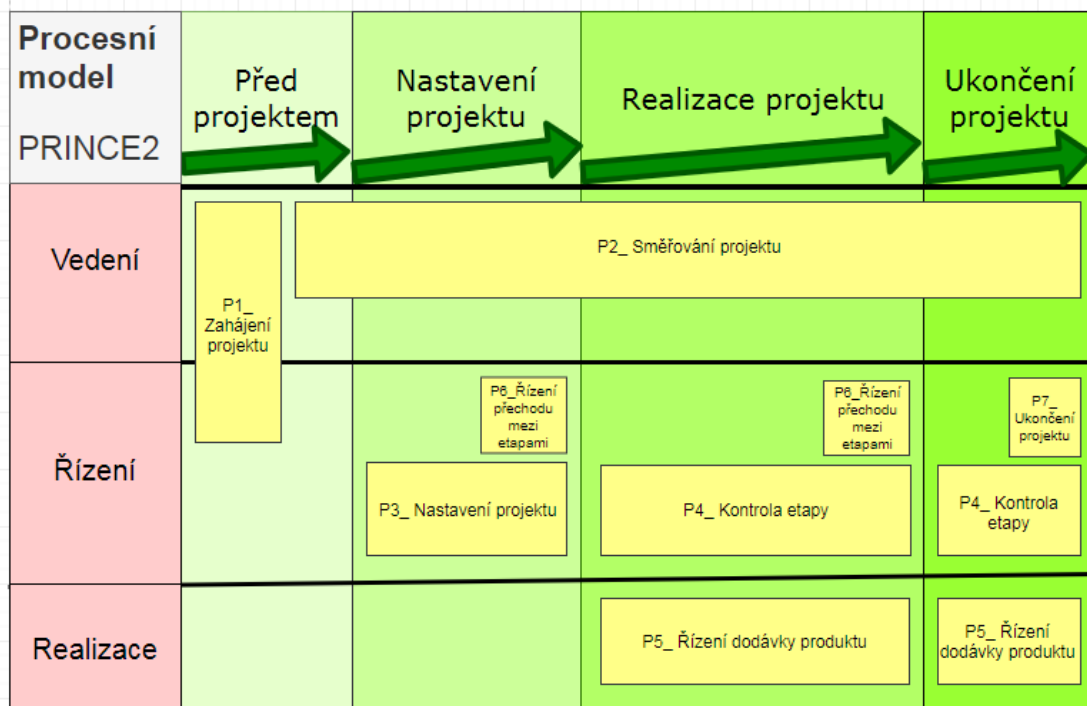 Procesní
model
PRINCE2
Před
projektem
Nastavení
projektu
Realizace projektu
Ukončení
projektu
Vedení
P1_
Zahájení
projektu
P2_ Směřování projektu
Řízení
P6_Řízení
přechodu
mezi
etapami
P6_Řízení
přechodu
mezi
etapami
P7_
Ukončení
projektu
P3_ Nastavení projektu
P4_ Kontrola etapy
P4_ Kontrola
etapy
Realizace
P5_ Řízení dodávky produktu
P5_ Řízení
dodávky produktu